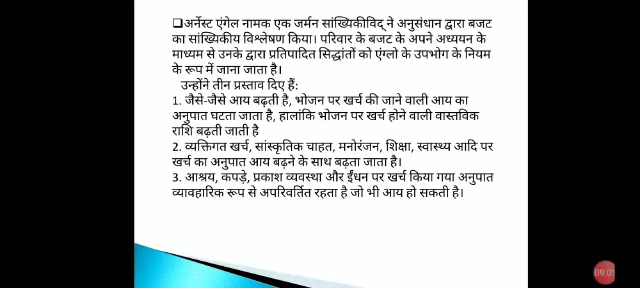 ❑अर्नेस्ट एंगेल नामक एक जर्मन सांख्यिकीविद् ने अनुसंधान द्वारा बजट
का सांख्यिकीय विश्लेषण किया। परिवार के बजट के अपने अध्ययन के
माध्यम से उनके द्वारा प्रतिपादित सिद्धांतों को एंग्लो के उपभोग के नियम
के रूप में जाना जाता है।
उन्होंने तीन प्रस्ताव दिए हैं:
1. जैसे-जैसे आय बढ़ती है, भोजन पर खर्च की जाने वाली आय का
अनुपात घटता जाता है, हालांकि भोजन पर खर्च होने वाली वास्तविक
राशि बढ़ती जाती है
2. व्यक्तिगत खर्च, सांस्कृतिक चाहत, मनोरंजन, शिक्षा, स्वास्थ्य आदि पर
खर्च का अनुपात आय बढ़ने के साथ बढ़ता जाता है।
3. आश्रय, कपड़े, प्रकाश व्यवस्था और ईंधन पर खर्च किया गया अनुपात
व्यावहारिक रूप से अपरिवर्तित रहता है जो भी आय हो सकती है।
09:05